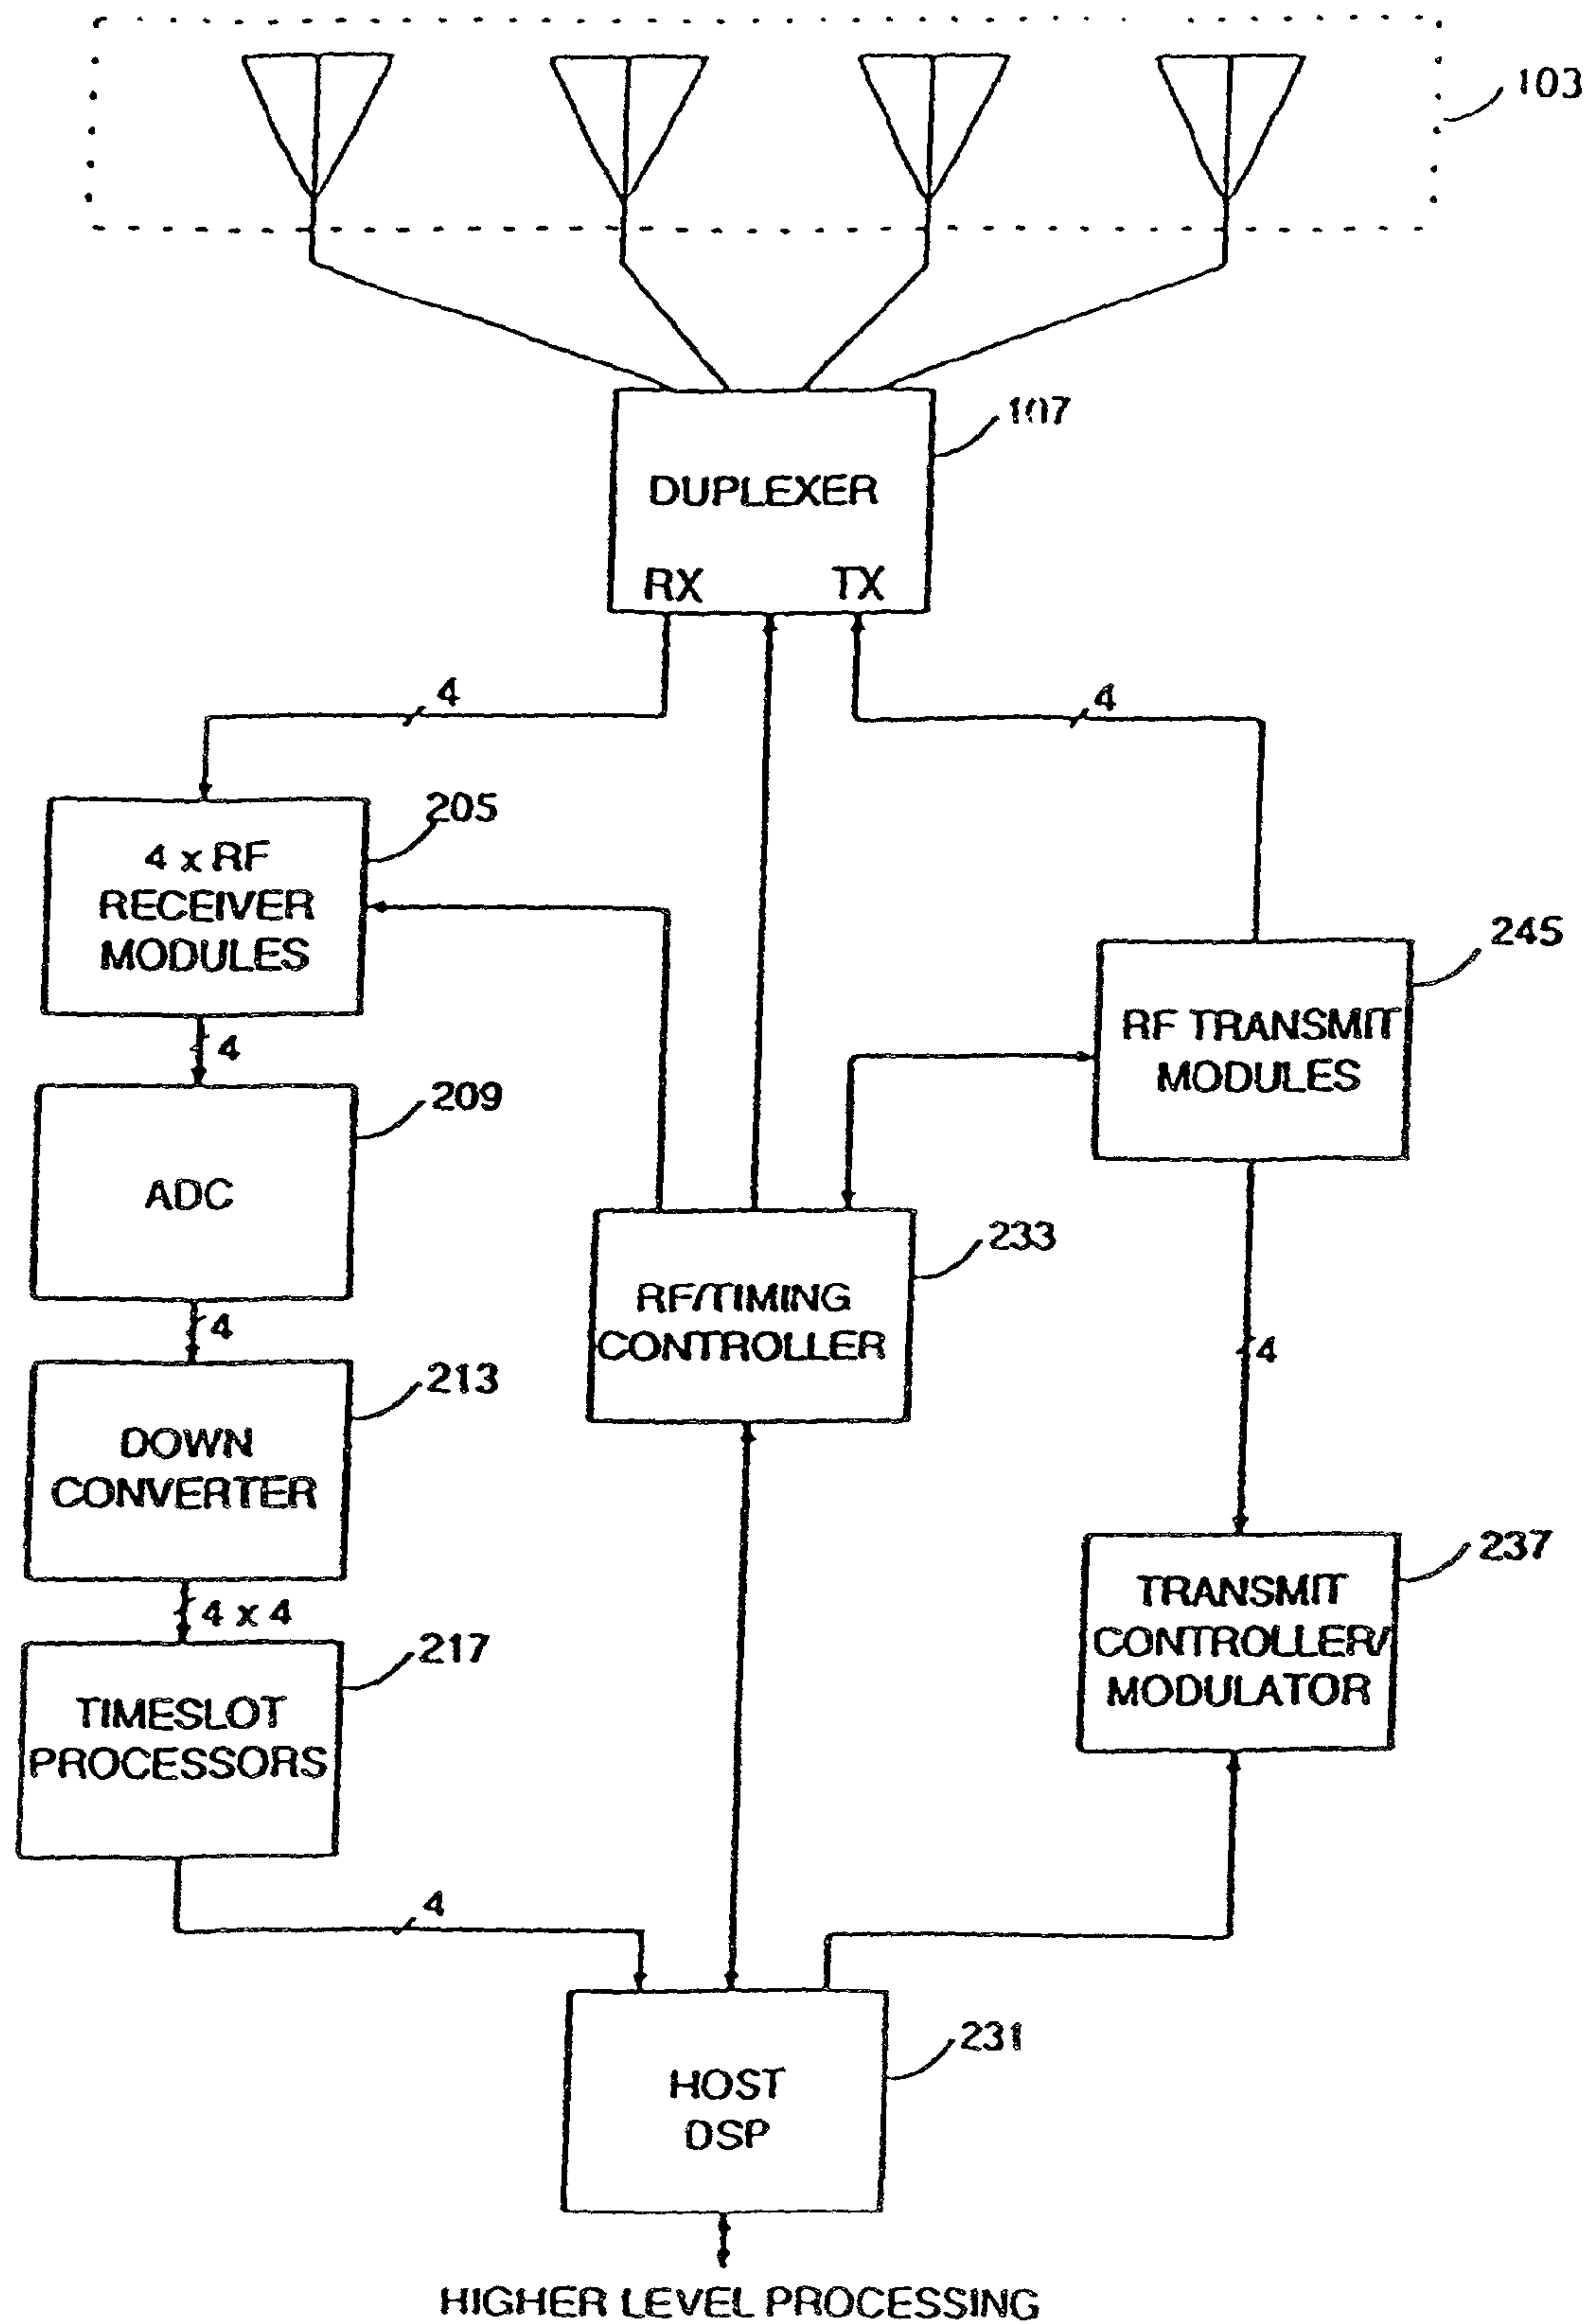 103
107
DUPLEXER
RX TX
4
4
205
4 x RF
RECEIVER
MODULES
245
RF TRANSMIT
MODULES
4
209
ADC
233
RF/TIMING
CONTROLLER
4
4
213
DOWN
CONVERTER
237
TRANSMIT
CONTROLLER/
MODULATOR
4 x 4
217
TIMESLOT
PROCESSORS
4
231
HOST
DSP
HIGHER LEVEL PROCESSING